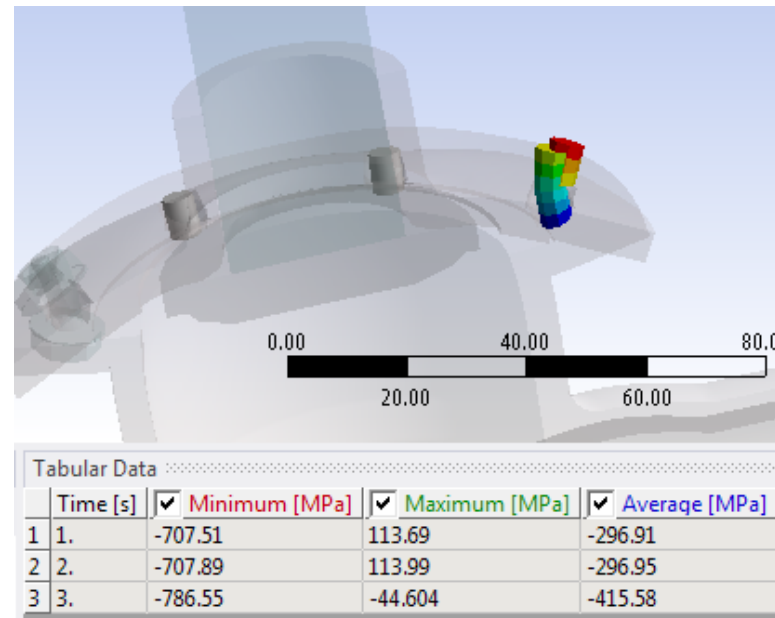 0.00 40.00 80.0
20.00 60.00
Tabular Data
Time [s] Minimum [MPa] Maximum [MPa] Average [MPa]
1 1. -707.51 113.69 -296.91
2 2. -707.89 113.99 -296.95
3 3. -786.55 -44.604 -415.58